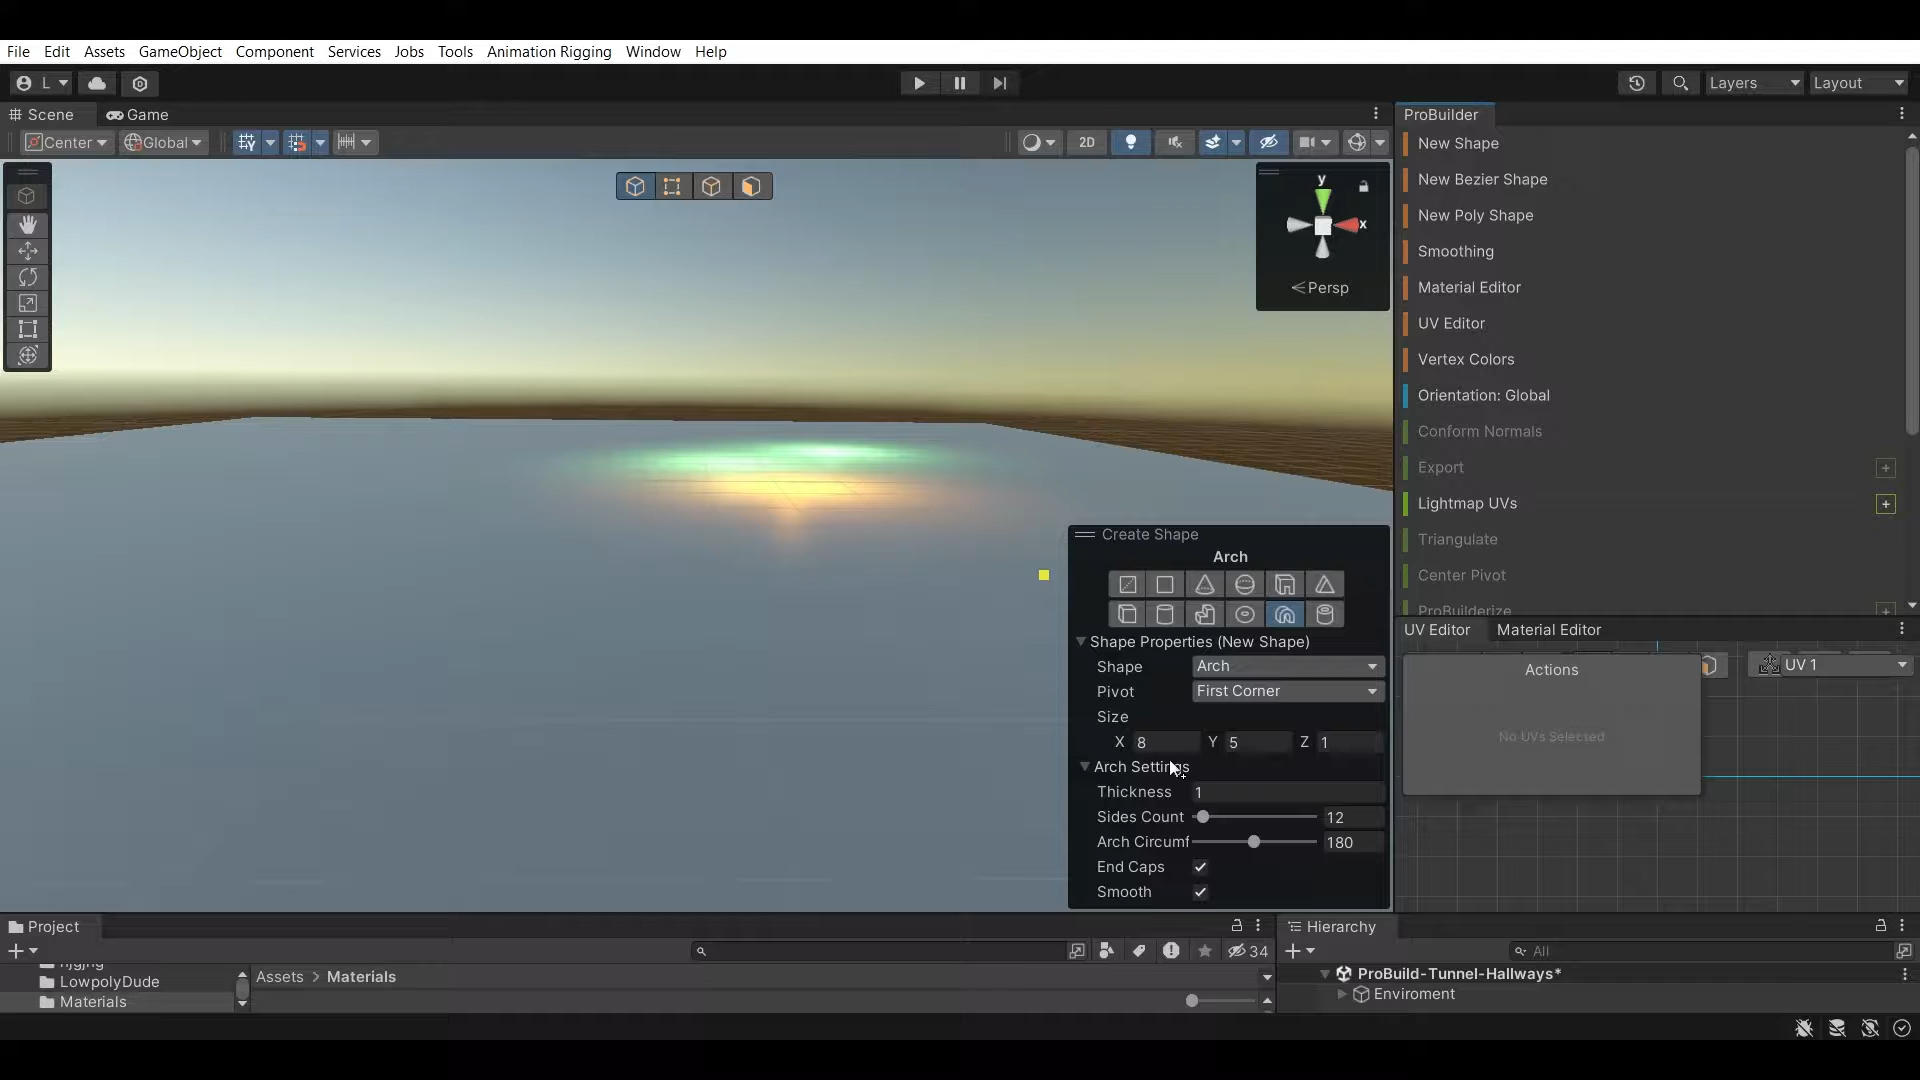 File Edit Assets GameObject Component Services Jobs Tools Animation Rigging Window Help
L Layers Layout
Scene Game
Center Global 2D
y
x
Persp
ProBuilder
New Shape
New Bezier Shape
New Poly Shape
Smoothing
Material Editor
UV Editor
Vertex Colors
Orientation: Global
Conform Normals
Export
Lightmap UVs
Triangulate
Center Pivot
ProBuilderize
Create Shape
Arch
Shape Properties (New Shape)
Shape Arch
Pivot First Corner
Size
X 8 Y 5 Z 1
Arch Settings
Thickness 1
Sides Count 12
Arch Circumf 180
End Caps
Smooth
UV Editor Material Editor
Actions
UV 1
No UVs Selected
Project
34
LowpolyDude
Materials
Assets > Materials
Hierarchy
All
ProBuild-Tunnel-Hallways*
Enviroment